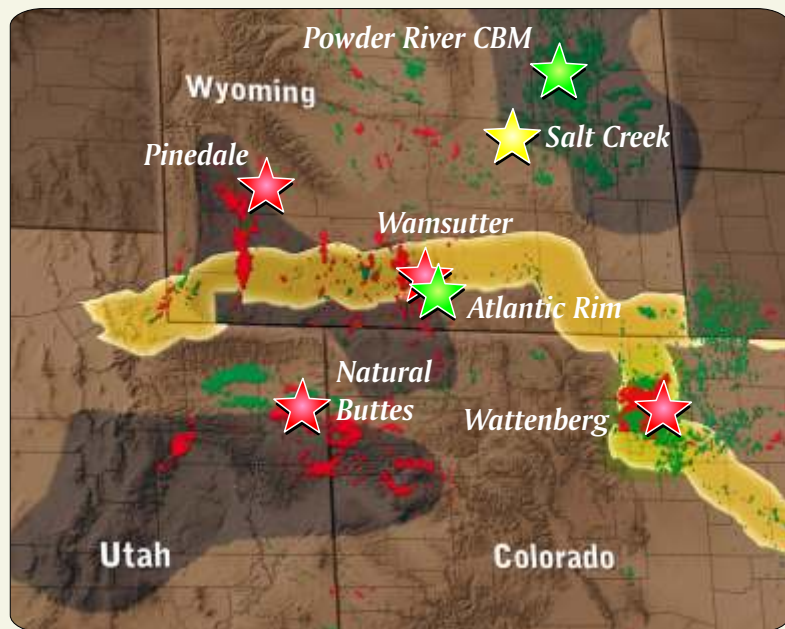 Powder River CBM
Wyoming
Salt Creek
Pinedale
Wamsutter
Atlantic Rim
Natural
Buttes
Wattenberg
Utah
Colorado